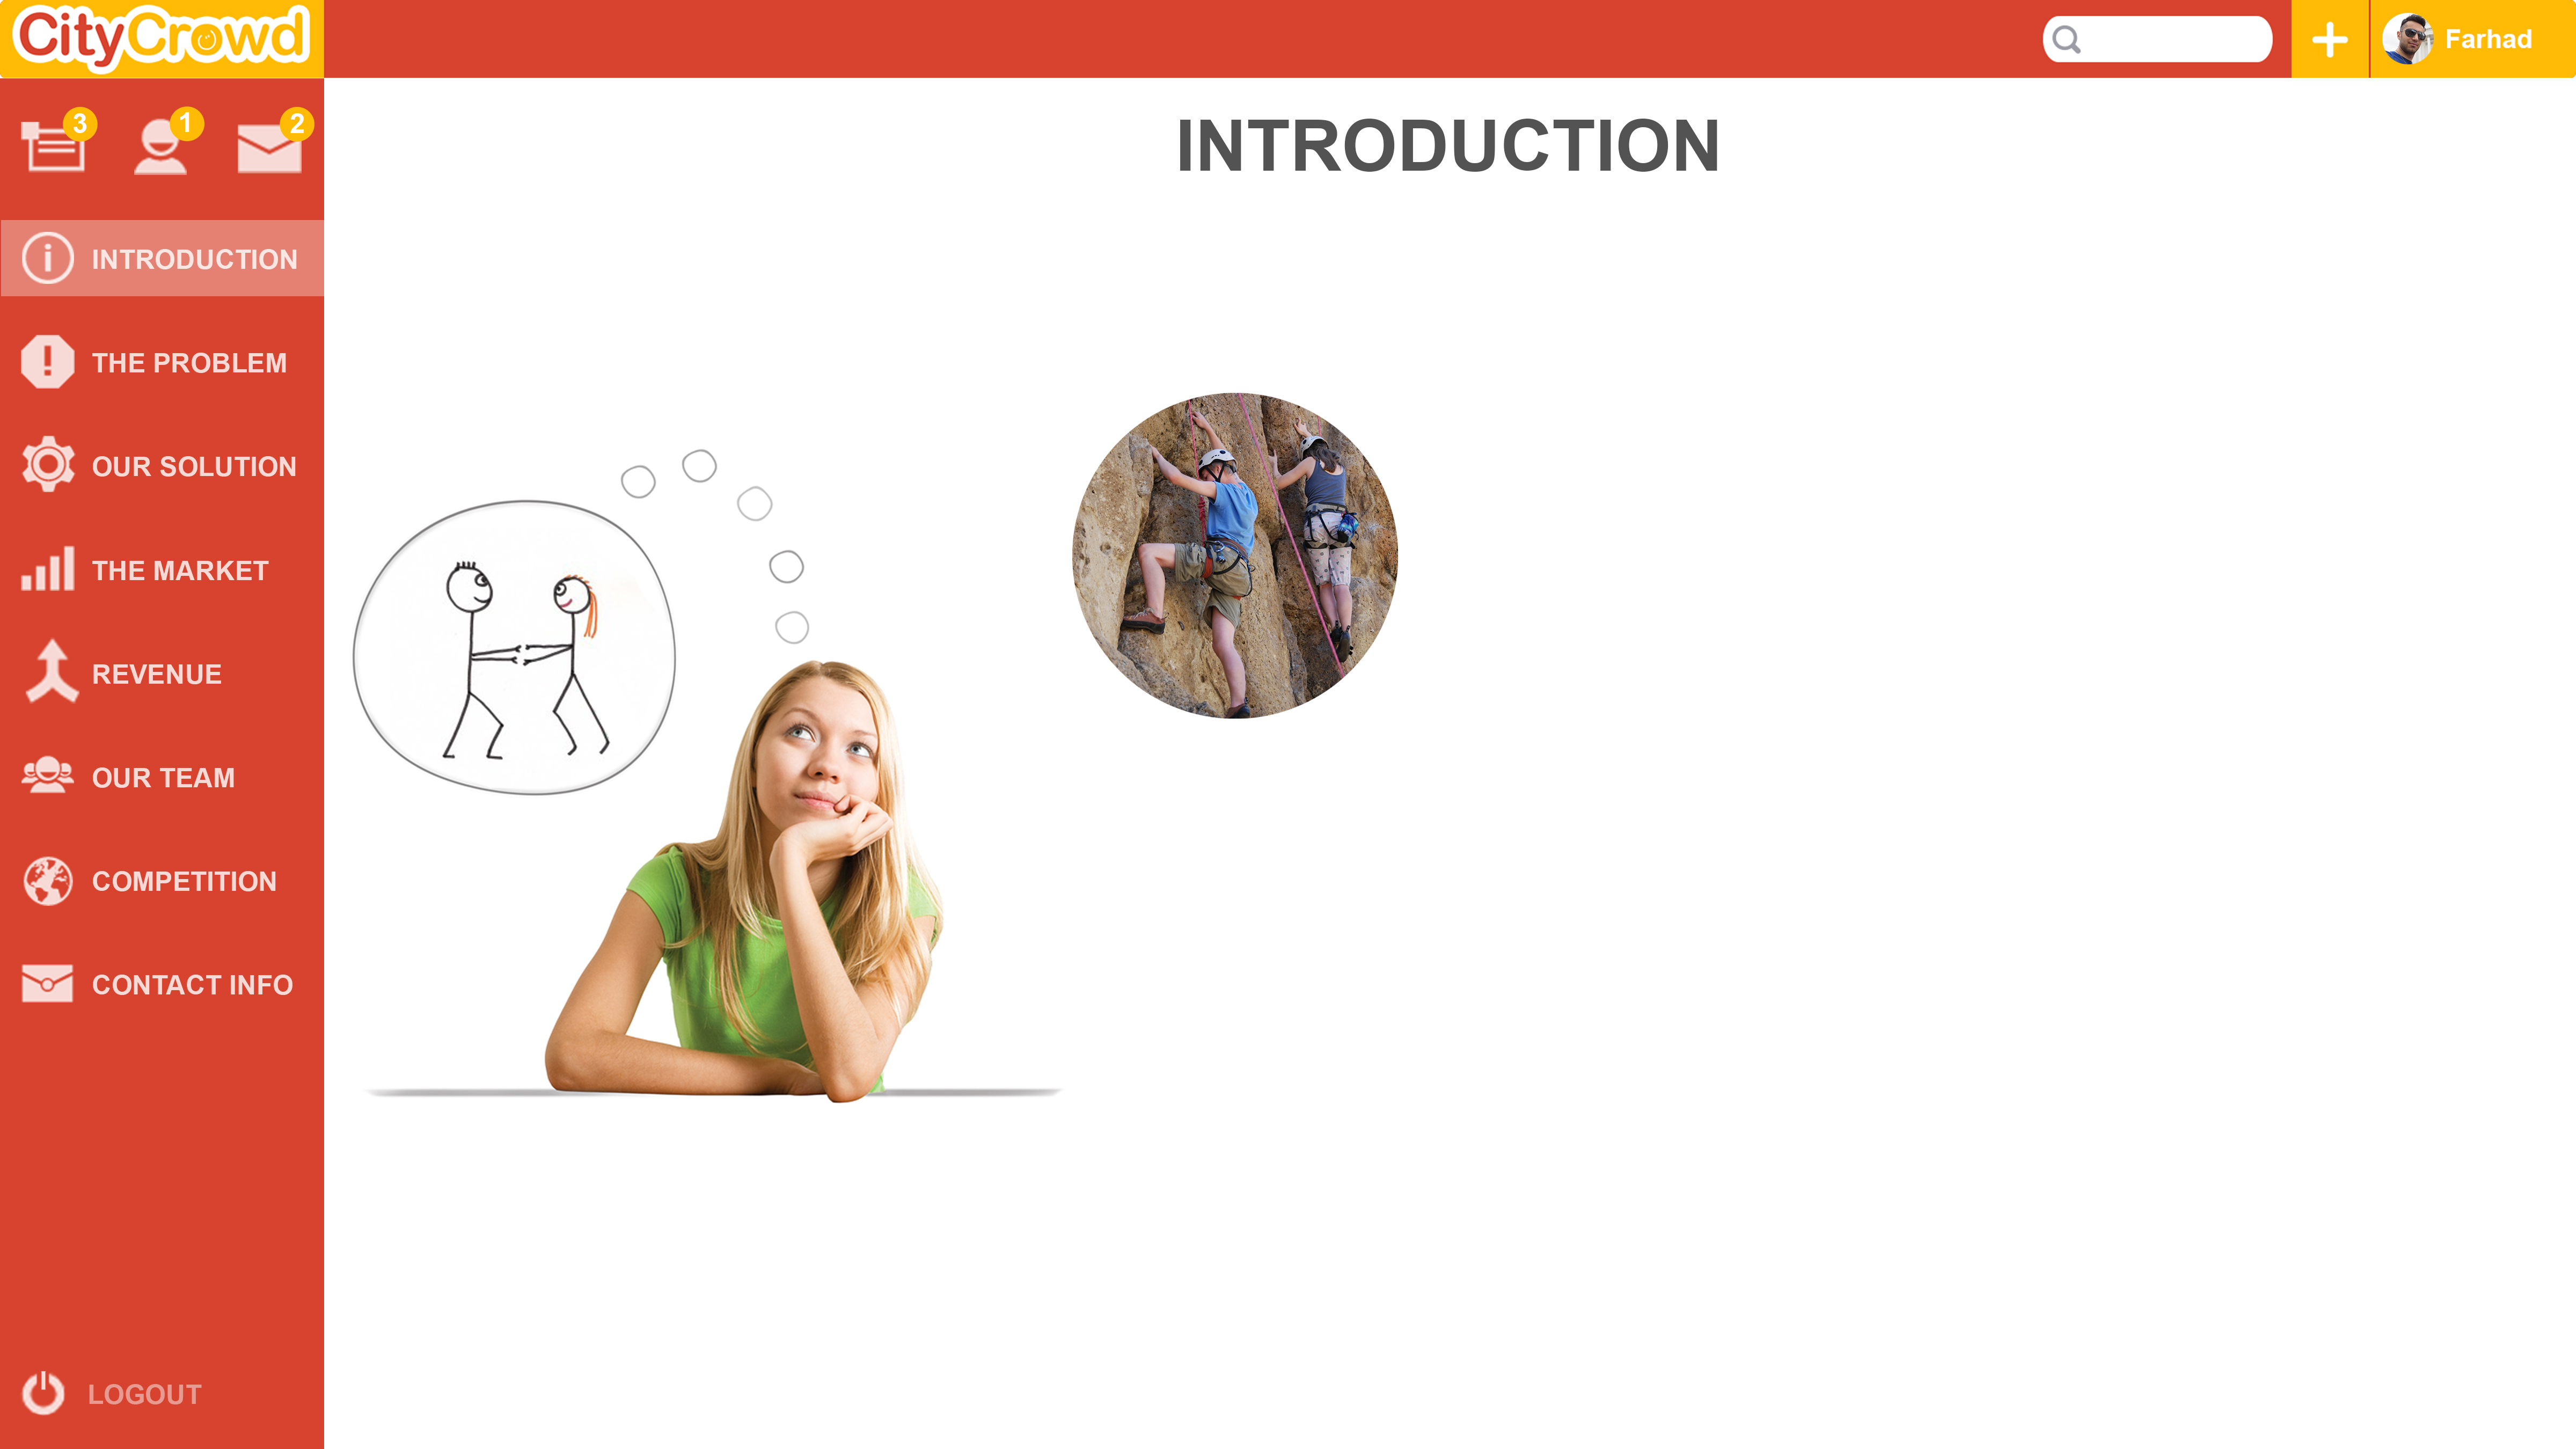 CityCrowd
Farhad
3
1
2
INTRODUCTION
INTRODUCTION
THE PROBLEM
OUR SOLUTION
THE MARKET
REVENUE
OUR TEAM
COMPETITION
CONTACT INFO
LOGOUT